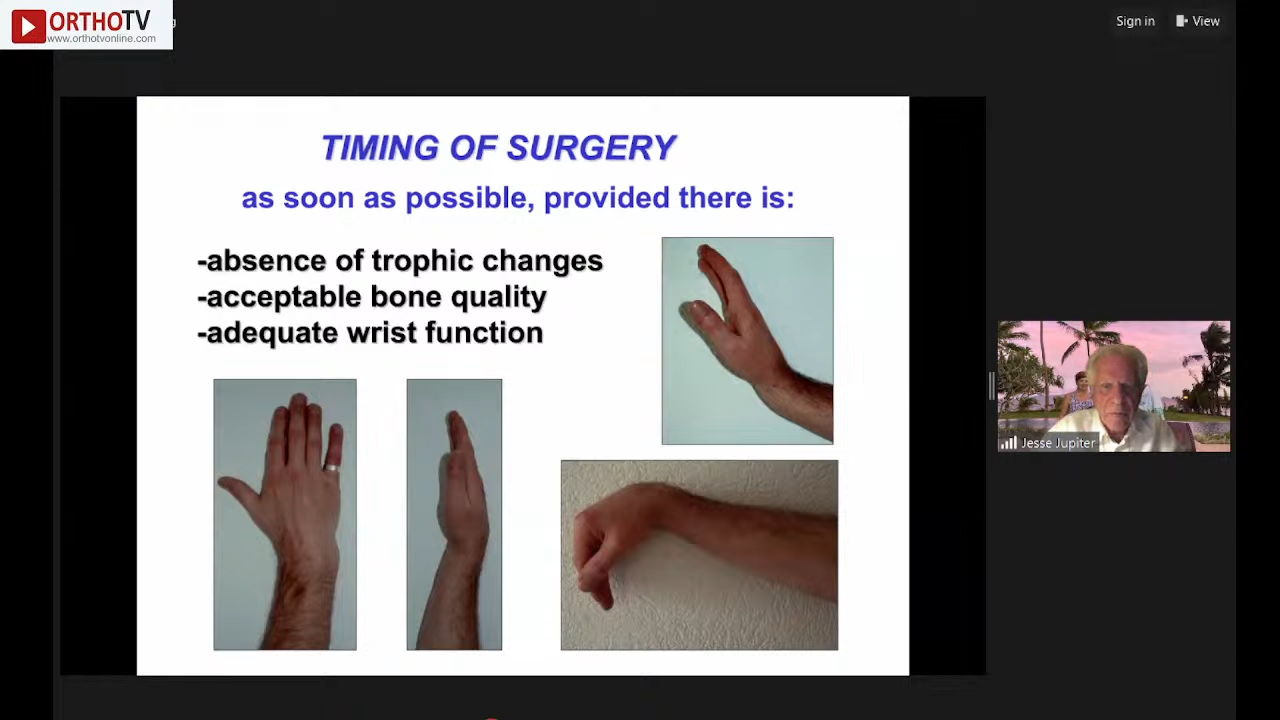 ORTHOTV
www.orthotvonline.com
Sign in
View
TIMING OF SURGERY
as soon as possible, provided there is:
-absence of trophic changes
-acceptable bone quality
-adequate wrist function
Jesse Jupiter